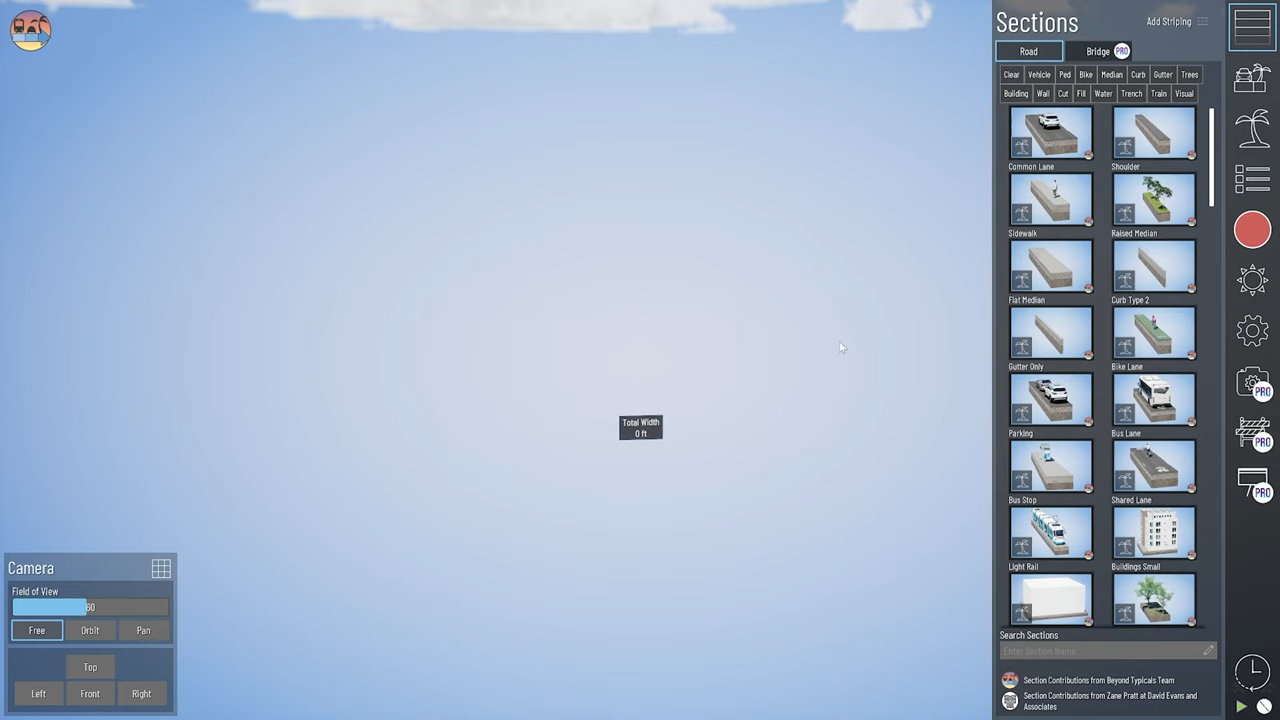 Sections
Add Striping
Road
Bridge PRO
Clear Vehicle Ped Bike Median Curb Gutter Trees
Building Wall Cut Fill Water Trench Train Visual
Common Lane Shoulder
Sidewalk Raised Median
Flat Median Curb Type 2
Gutter Only Bike Lane
Parking Bus Lane
Bus Stop Shared Lane
Light Rail Buildings Small
Search Sections
Enter Section Name
Section Contributions from Beyond Typicals Team
Section Contributions from Zane Pratt at David Evans and
Associates
PRO
PRO
PRO
Total Width
0 ft
Camera
Field of View
60
Free Orbit Pan
Top
Left Front Right